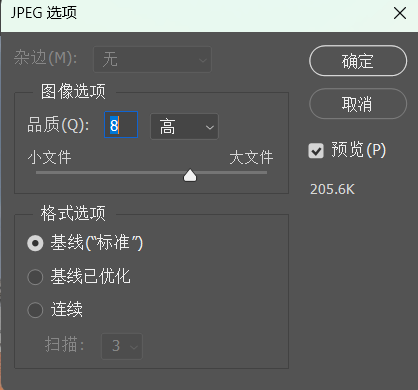 JPEG 选项
杂边(M): 无
确定
图像选项
品质(Q): 8 高
取消
小文件 大文件
预览(P)
205.6K
格式选项
基线("标准")
基线已优化
连续
扫描: 3